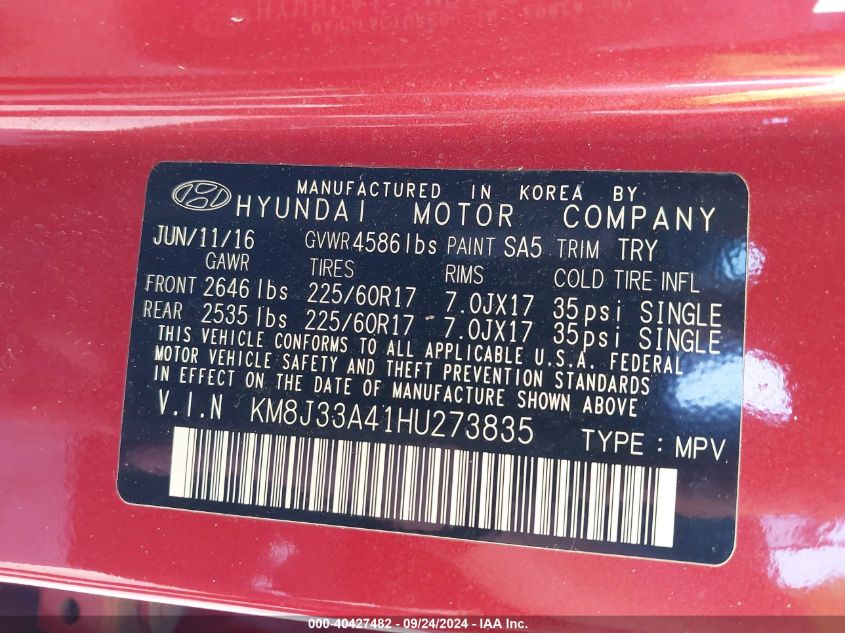 MANUFACTURED IN KOREA BY
HYUNDAI MOTOR COMPANY
JUN/11/16 GVWR 4586lbs PAINT SA5 TRIM TRY
GAWR TIRES RIMS COLD TIRE INFL
FRONT 2646 lbs 225/60R17 7.0JX17 35psi SINGLE
REAR 2535 lbs 225/60R17 7.0JX17 35psi SINGLE
THIS VEHICLE CONFORMS TO ALL APPLICABLE U.S.A. FEDERAL
MOTOR VEHICLE SAFETY AND THEFT PREVENTION STANDARDS
IN EFFECT ON THE DATE OF MANUFACTURE SHOWN ABOVE
V.I.N KM8J33A41HU273835 TYPE : MPV
000-40427482 - 09/24/2024 - IAA Inc.